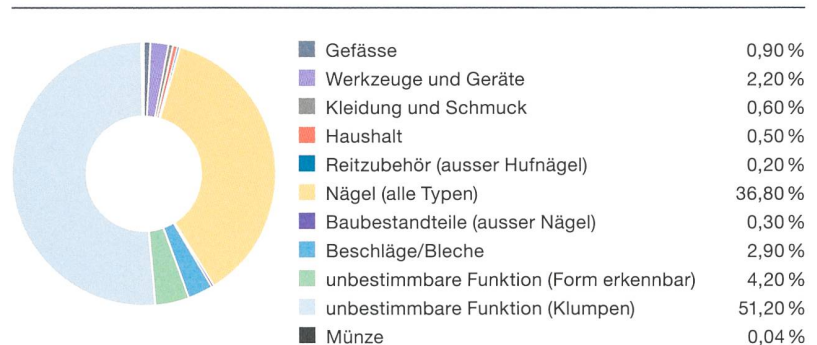 Gefässe 0,90 %
Werkzeuge und Geräte 2,20 %
Kleidung und Schmuck 0,60 %
Haushalt 0,50 %
Reitzubehör (ausser Hufnägel) 0,20 %
Nägel (alle Typen) 36,80 %
Baubestandteile (ausser Nägel) 0,30 %
Beschläge/Bleche 2,90 %
unbestimmbare Funktion (Form erkennbar) 4,20 %
unbestimmbare Funktion (Klumpen) 51,20 %
Münze 0,04 %